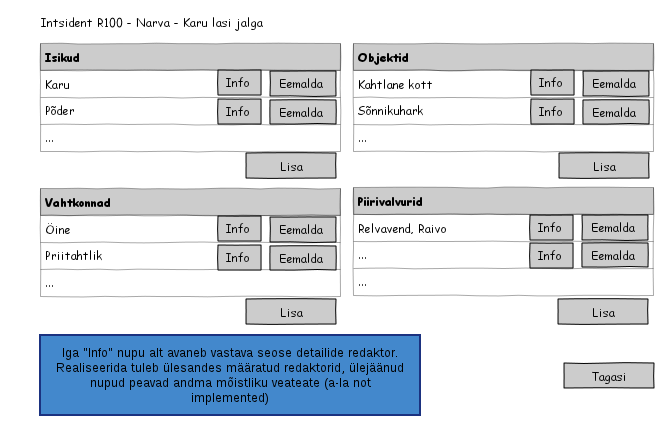 Intsident R100 - Narva - Karu lasi jalga
Isikud
Karu Info Eemalda
Põder Info Eemalda
...
Lisa
Objektid
Kahtlane kott Info Eemalda
Sõnnikuhark Info Eemalda
...
Lisa
Vahtkonnad
Öine Info Eemalda
Priitahtlik Info Eemalda
...
Lisa
Piirivalvurid
Relvavend, Raivo Info Eemalda
... Info Eemalda
...
Lisa
Iga "Info" nupu alt avaneb vastava seose detailide redaktor.
Realiseerida tuleb ülesandes määratud redaktorid, ülejäänud
nupud peavad andma mõistliku veateate (a-la not
implemented)
Tagasi